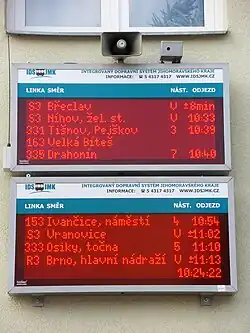 IDS JMK
INTEGROVANÝ DOPRAVNÍ SYSTÉM JIHOMORAVSKÉHO KRAJE
INFORMACE: 5 4317 4317 WWW.IDSJMK.CZ
LINKA SMĚR NÁST. ODJEZD
S3 Břeclav V ±8min
S3 Níhov, žel.st. V 10:33
331 Tišnov, Pejškov 3 10:39
163 Velká Bíteš
335 Drahonín 7 10:40
IDS JMK
INTEGROVANÝ DOPRAVNÍ SYSTÉM JIHOMORAVSKÉHO KRAJE
INFORMACE: 5 4317 4317 WWW.IDSJMK.CZ
LINKA SMĚR NÁST. ODJEZD
153 Ivančice, náměstí 4 10:54
S3 Vranovice V ±11:02
333 Osiky, točna 5 11:10
R3 Brno, hlavní nádraží V ±11:13
10:24:22